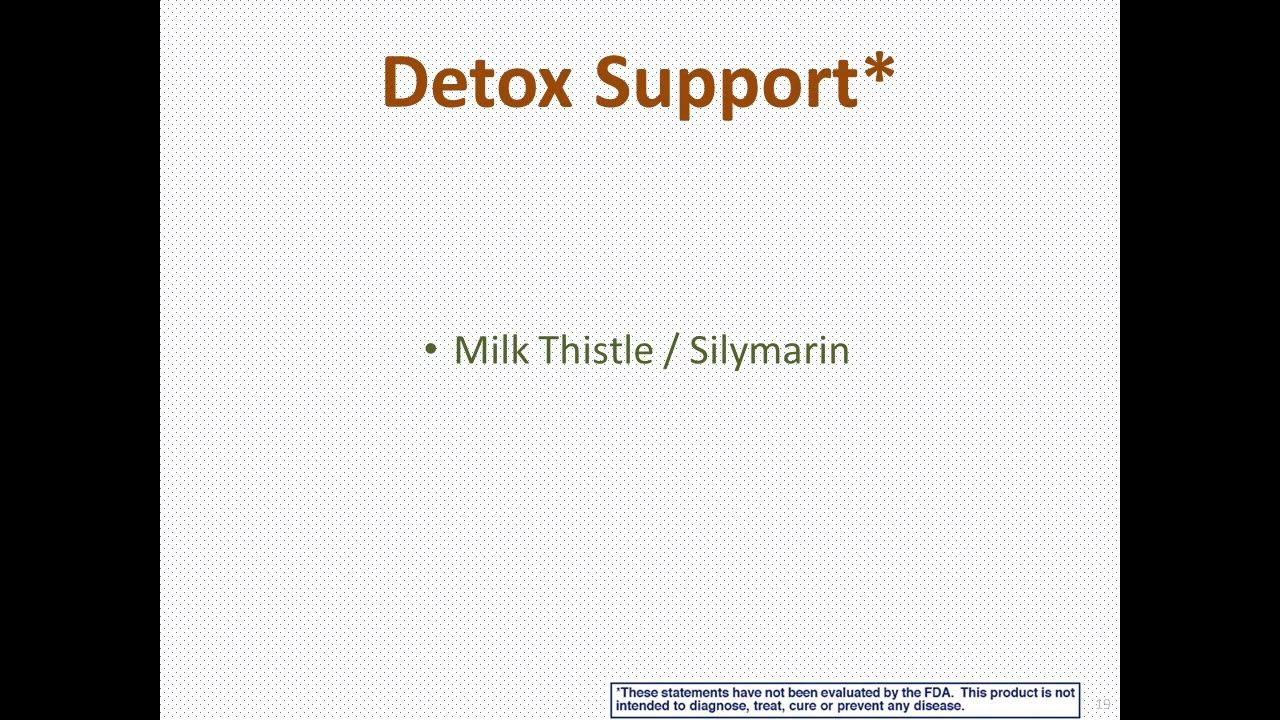 Detox Support*
• Milk Thistle / Silymarin
*These statements have not been evaluated by the FDA. This product is not
intended to diagnose, treat, cure or prevent any disease.
19